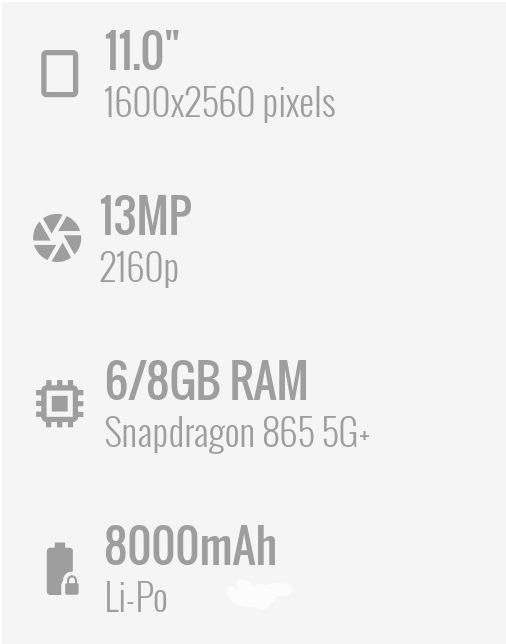 11.0"
1600x2560 pixels
13MP
2160p
6/8GB RAM
Snapdragon 865 5G+
8000mAh
Li-Po